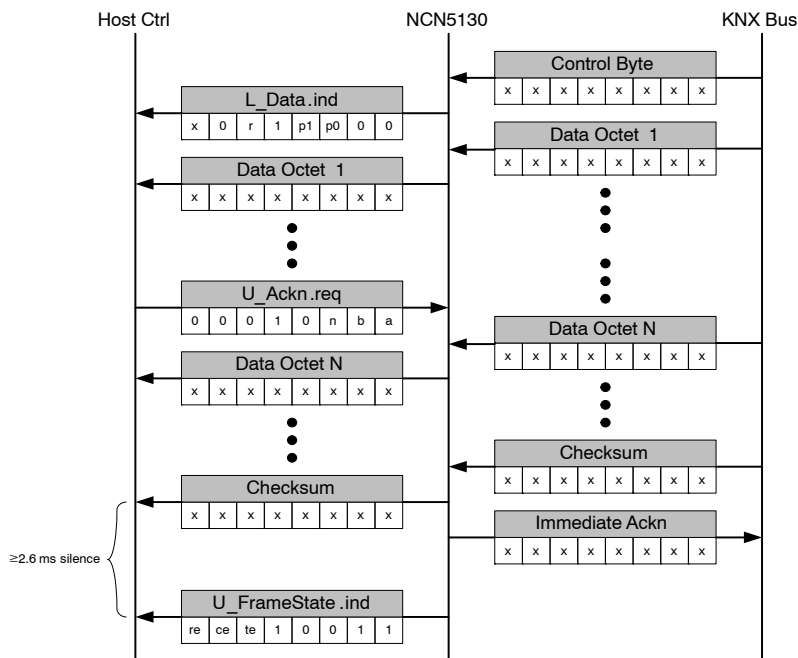 Host Ctrl NCN5130 KNX Bus
Control Byte
x x x x x x x x
L_Data.ind
x 0 r 1 p1 p0 0 0
Data Octet 1
x x x x x x x x
Data Octet 1
x x x x x x x x
U_Ackn.req
0 0 0 1 0 n b a
Data Octet N
x x x x x x x x
Data Octet N
x x x x x x x x
Checksum
x x x x x x x x
Checksum
x x x x x x x x
Immediate Ackn
x x x x x x x x
≥2.6 ms silence
U_FrameState.ind
re ce te 1 0 0 1 1